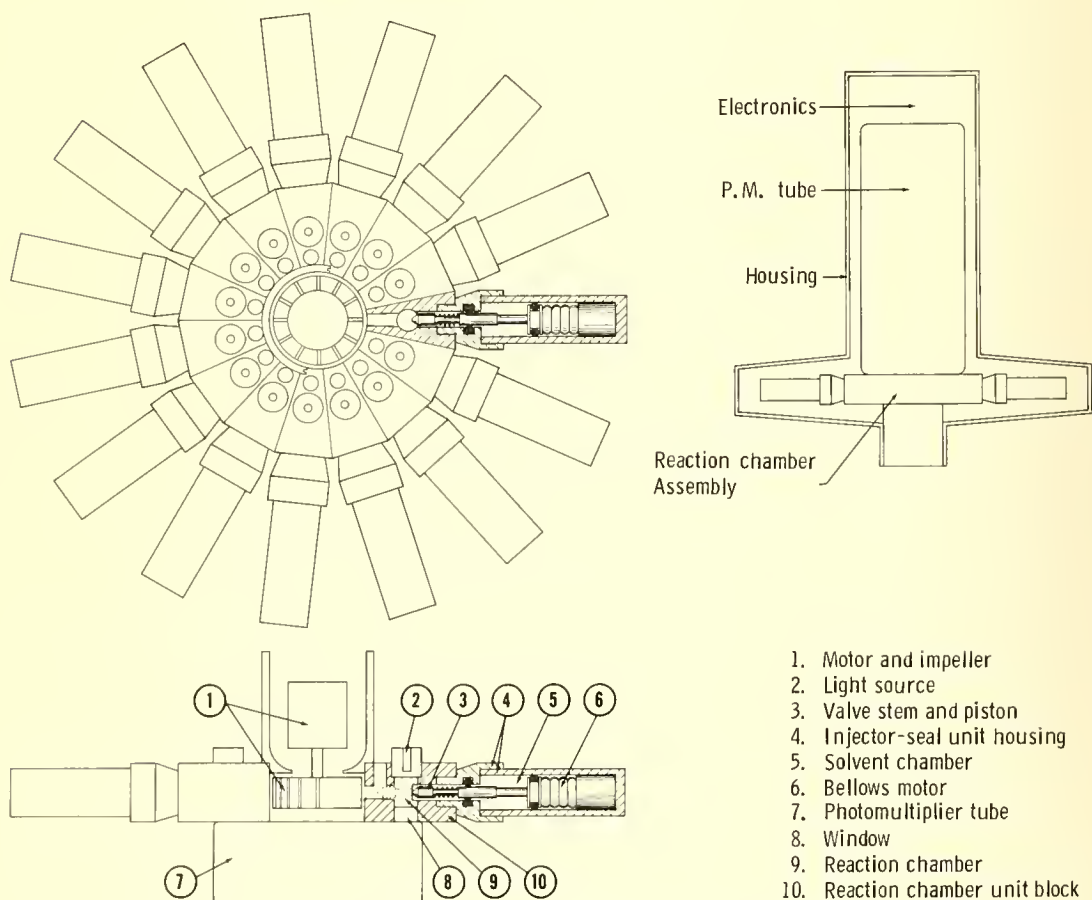 Electronics
P.M. tube
Housing
Reaction chamber
Assembly
1
2
3
4
5
6
7
8
9
10
1. Motor and impeller
2. Light source
3. Valve stem and piston
4. Injector-seal unit housing
5. Solvent chamber
6. Bellows motor
7. Photomultiplier tube
8. Window
9. Reaction chamber
10. Reaction chamber unit block